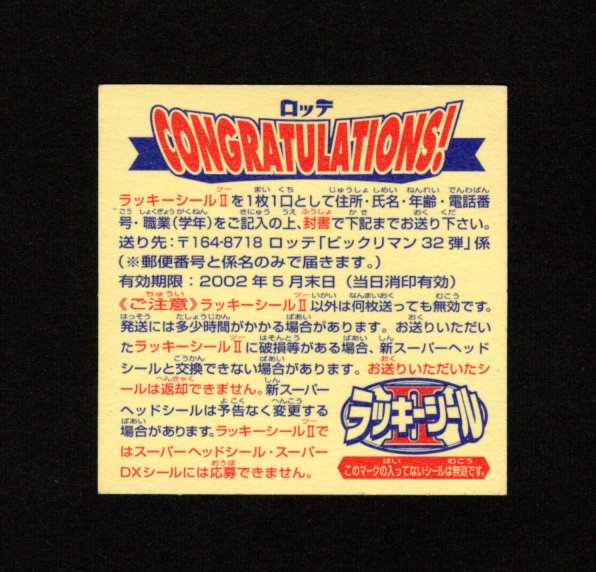 ロッテ
CONGRATULATIONS!
ラッキーシールⅡを1枚1口として住所・氏名・年齢・電話番
号・職業(学年)をご記入の上、封書で下記までお送り下さい。
送り先:〒164-8718 ロッテ「ビックリマン 32 弾」係
(※郵便番号と係名のみで届きます。)
有効期限:2002 年 5 月末日(当日消印有効)
《ご注意》ラッキーシールⅡ以外は何枚送っても無効です。
発送には多少時間がかかる場合があります。お送りいただい
たラッキーシールⅡに破損等がある場合、新スーパーヘッド
シールと交換できない場合があります。お送りいただいたシ
ールは返却できません。新スーパー
ヘッドシールは予告なく変更する
場合があります。ラッキーシールⅡで
はスーパーヘッドシール・スーパー
DXシールには応募できません。
ラッキーシール
Ⅱ
このマークの入ってないシールは無効です。